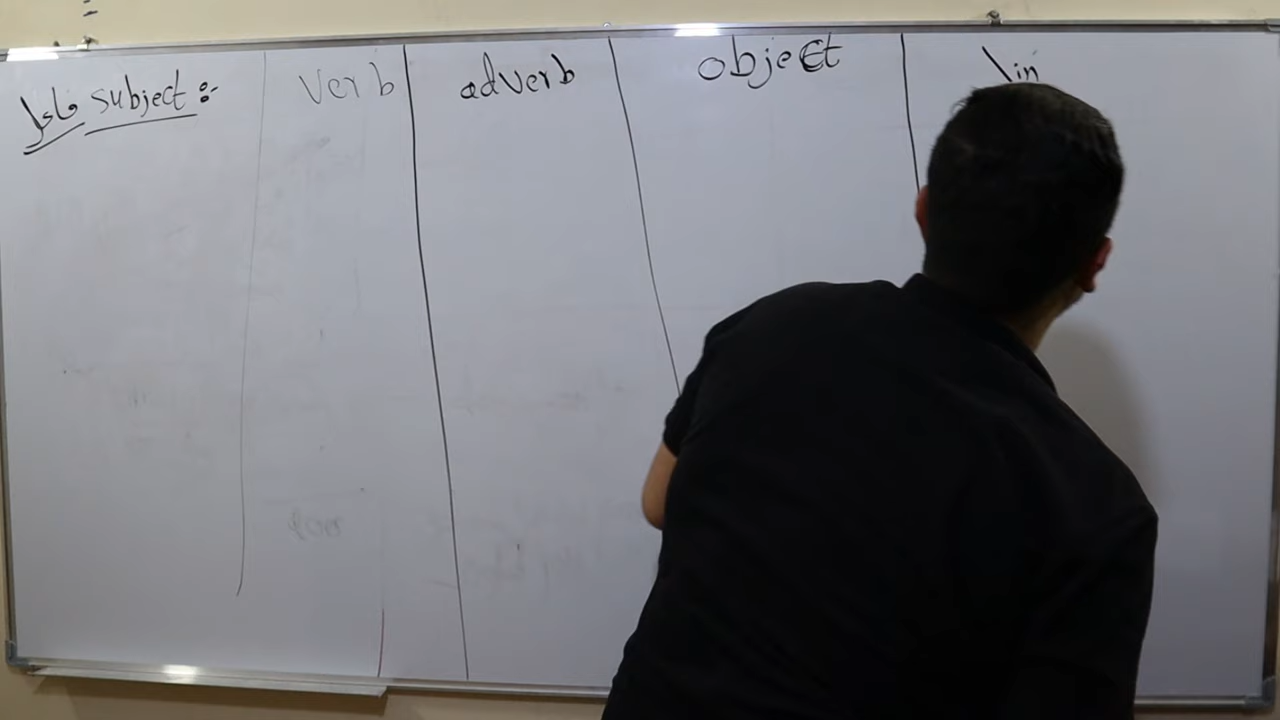 فاعل subject :-
verb
adverb
object